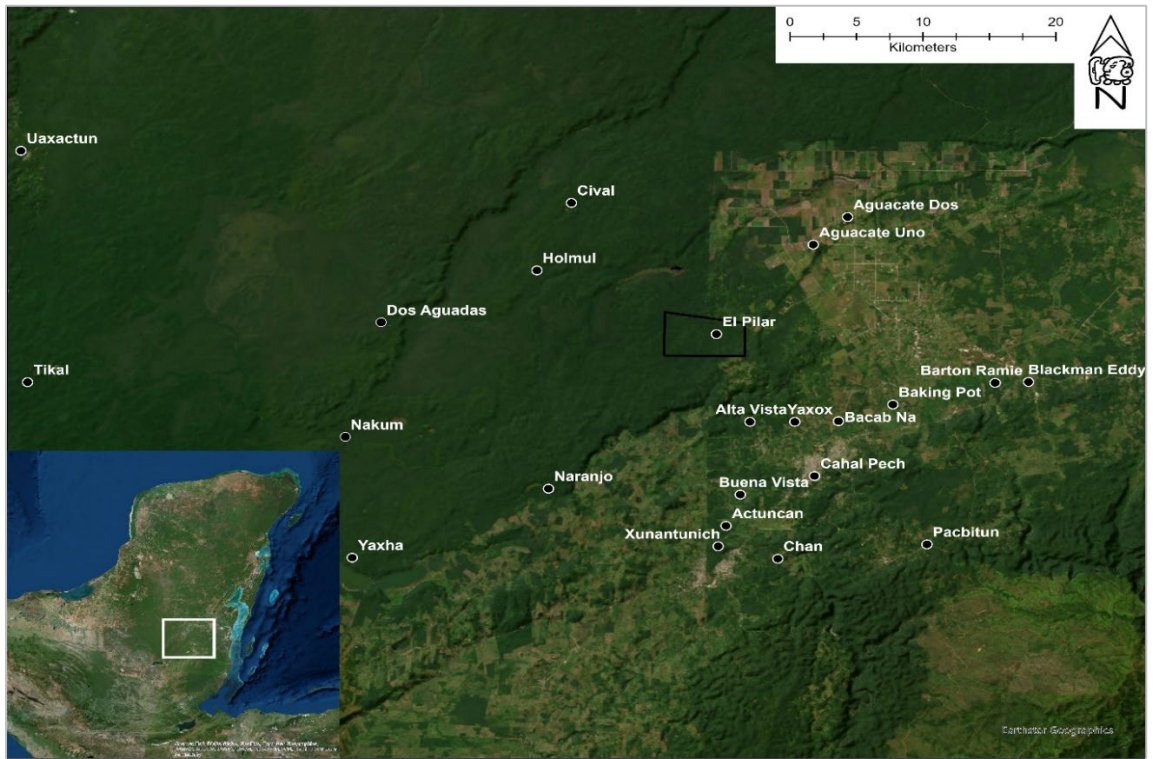 0 5 10 20
Kilometers
N
Uaxactun
Cival
Aguacate Dos
Aguacate Uno
Holmul
Dos Aguadas
El Pilar
Tikal
Barton Ramie
Blackman Eddy
Baking Pot
Alta Vista
Yaxox
Bacab Na
Nakum
Cahal Pech
Naranjo
Buena Vista
Actuncan
Xunantunich
Pacbitun
Yaxha
Chan
Earthstar Geographics